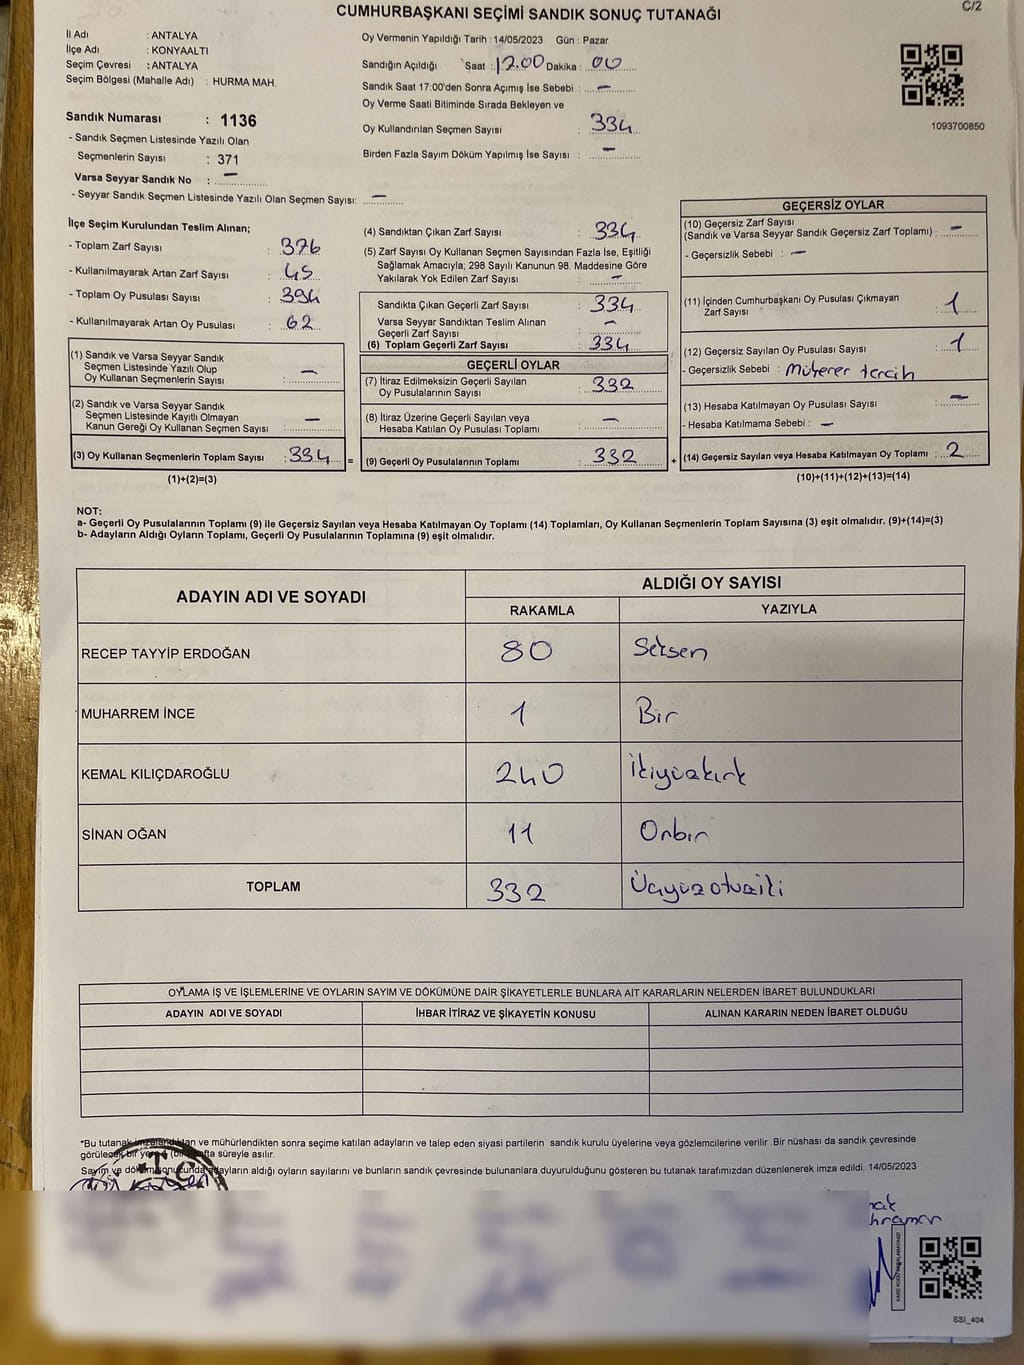 C/2
CUMHURBAŞKANI SEÇİMİ SANDIK SONUÇ TUTANAĞI
İl Adı : ANTALYA
İlçe Adı : KONYAALTI
Seçim Çevresi : ANTALYA
Seçim Bölgesi (Mahalle Adı) : HURMA MAH.
Sandık Numarası : 1136
- Sandık Seçmen Listesinde Yazılı Olan
Seçmenlerin Sayısı : 371
Varsa Seyyar Sandık No : —
- Seyyar Sandık Seçmen Listesinde Yazılı Olan Seçmen Sayısı: —
Oy Vermenin Yapıldığı Tarih : 14/05/2023 Gün : Pazar
Sandığın Açıldığı Saat : 17.00 Dakika : 00
Sandık Saat 17:00'den Sonra Açımış İse Sebebi : —
Oy Verme Saati Bitiminde Sırada Bekleyen ve
Oy Kullandırılan Seçmen Sayısı : 334
Birden Fazla Sayım Döküm Yapılmış İse Sayısı : —
1093700850
İlçe Seçim Kurulundan Teslim Alınan;
- Toplam Zarf Sayısı : 376
- Kullanılmayarak Artan Zarf Sayısı : 45
- Toplam Oy Pusulası Sayısı : 394
- Kullanılmayarak Artan Oy Pusulası : 62
(1) Sandık ve Varsa Seyyar Sandık
Seçmen Listesinde Yazılı Olup
Oy Kullanan Seçmenlerin Sayısı : —
(2) Sandık ve Varsa Seyyar Sandık
Seçmen Listesinde Kayıtlı Olmayan
Kanun Gereği Oy Kullanan Seçmen Sayısı : —
(3) Oy Kullanan Seçmenlerin Toplam Sayısı : 334 =
(1)+(2)=(3)
(4) Sandıktan Çıkan Zarf Sayısı : 334
(5) Zarf Sayısı Oy Kullanan Seçmen Sayısından Fazla İse, Eşitliği
Sağlamak Amacıyla; 298 Sayılı Kanunun 98. Maddesine Göre
Yakılarak Yok Edilen Zarf Sayısı : —
Sandıkta Çıkan Geçerli Zarf Sayısı : 334
Varsa Seyyar Sandıktan Teslim Alınan
Geçerli Zarf Sayısı : —
(6) Toplam Geçerli Zarf Sayısı : 334
GEÇERLİ OYLAR
(7) İtiraz Edilmeksizin Geçerli Sayılan
Oy Pusulalarının Sayısı : 332
(8) İtiraz Üzerine Geçerli Sayılan veya
Hesaba Katılan Oy Pusulası Toplamı : —
(9) Geçerli Oy Pusulalarının Toplamı : 332 +
GEÇERSİZ OYLAR
(10) Geçersiz Zarf Sayısı
(Sandık ve Varsa Seyyar Sandık Geçersiz Zarf Toplamı) : —
- Geçersizlik Sebebi : —
(11) İçinden Cumhurbaşkanı Oy Pusulası Çıkmayan
Zarf Sayısı : 1
(12) Geçersiz Sayılan Oy Pusulası Sayısı : 1
- Geçersizlik Sebebi : tercih
(13) Hesaba Katılmayan Oy Pusulası Sayısı : —
- Hesaba Katılmama Sebebi : —
(14) Geçersiz Sayılan veya Hesaba Katılmayan Oy Toplamı : 2
(10)+(11)+(12)+(13)=(14)
NOT:
a- Geçerli Oy Pusulalarının Toplamı (9) ile Geçersiz Sayılan veya Hesaba Katılmayan Oy Toplamı (14) Toplamları, Oy Kullanan Seçmenlerin Toplam Sayısına (3) eşit olmalıdır. (9)+(14)=(3)
b- Adayların Aldığı Oyların Toplamı, Geçerli Oy Pusulalarının Toplamına (9) eşit olmalıdır.
ADAYIN ADI VE SOYADI
ALDIĞI OY SAYISI
RAKAMLA YAZIYLA
RECEP TAYYİP ERDOĞAN 80 Seksen
MUHARREM İNCE 1 Bir
KEMAL KILIÇDAROĞLU 240 İkiyüzkırk
SİNAN OĞAN 11 Onbir
TOPLAM 332 Üçyüzotuziki
OYLAMA İŞ VE İŞLEMLERİNE VE OYLARIN SAYIM VE DÖKÜMÜNE DAİR ŞİKAYETLERLE BUNLARA AİT KARARLARIN NELERDEN İBARET BULUNDUKLARI
ADAYIN ADI VE SOYADI İHBAR İTİRAZ VE ŞİKAYETİN KONUSU ALINAN KARARIN NEDEN İBARET OLDUĞU
*Bu tutanak imzalandıktan ve mühürlendikten sonra seçime katılan adayların ve talep eden siyasi partilerin sandık kurulu üyelerine veya gözlemcilerine verilir .Bir nüshası da sandık çevresinde
görülecek bir yere 1 (bir) hafta süreyle asılır.
Sayım ve döküm sonucunda adayların aldığı oyların sayılarını ve bunların sandık çevresinde bulunanlara duyurulduğunu gösteren bu tutanak tarafımızdan düzenlenerek imza edildi. 14/05/2023
T.C.
SSI_404